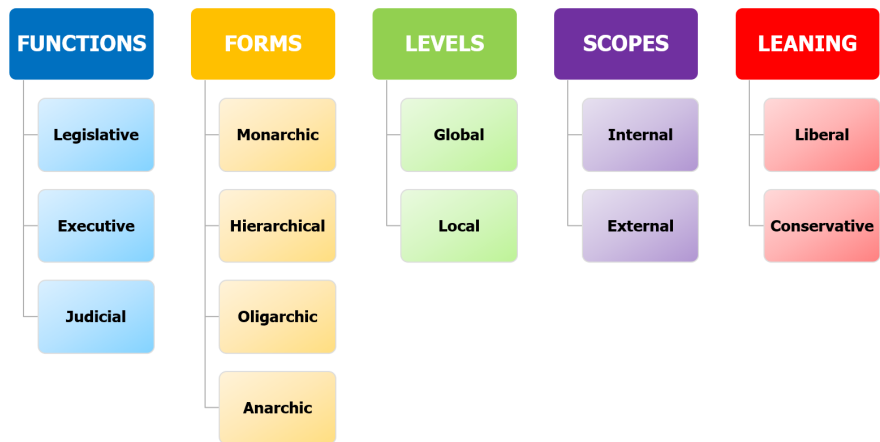 FUNCTIONS
Legislative
Executive
Judicial
FORMS
Monarchic
Hierarchical
Oligarchic
Anarchic
LEVELS
Global
Local
SCOPES
Internal
External
LEANING
Liberal
Conservative